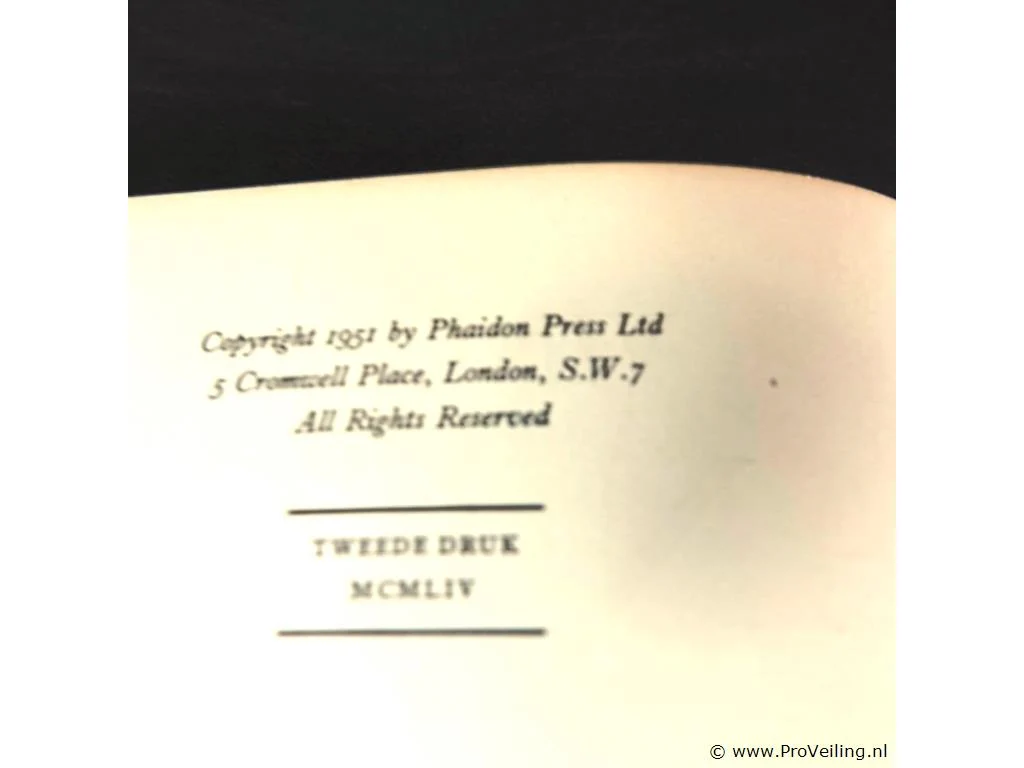 Copyright 1951 by Phaidon Press Ltd
5 Cromwell Place, London, S.W.7
All Rights Reserved
TWEEDE DRUK
MCMLIV
© www.ProVeiling.nl